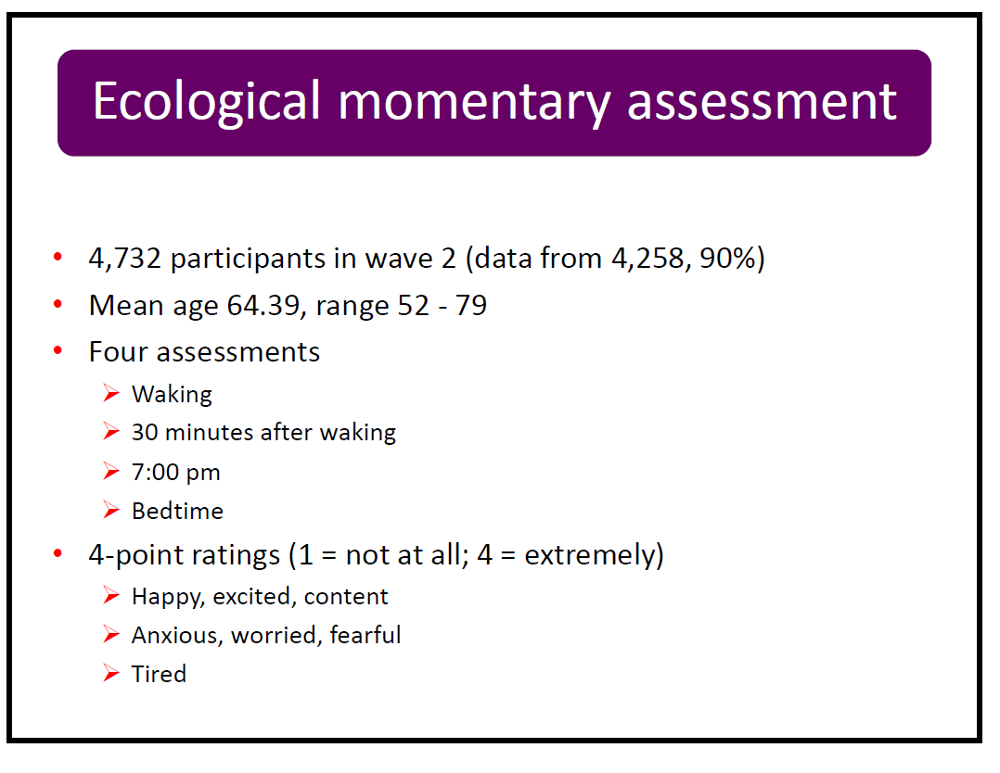 Ecological momentary assessment
• 4,732 participants in wave 2 (data from 4,258, 90%)
• Mean age 64.39, range 52 - 79
• Four assessments
➢ Waking
➢ 30 minutes after waking
➢ 7:00 pm
➢ Bedtime
• 4-point ratings (1 = not at all; 4 = extremely)
➢ Happy, excited, content
➢ Anxious, worried, fearful
➢ Tired